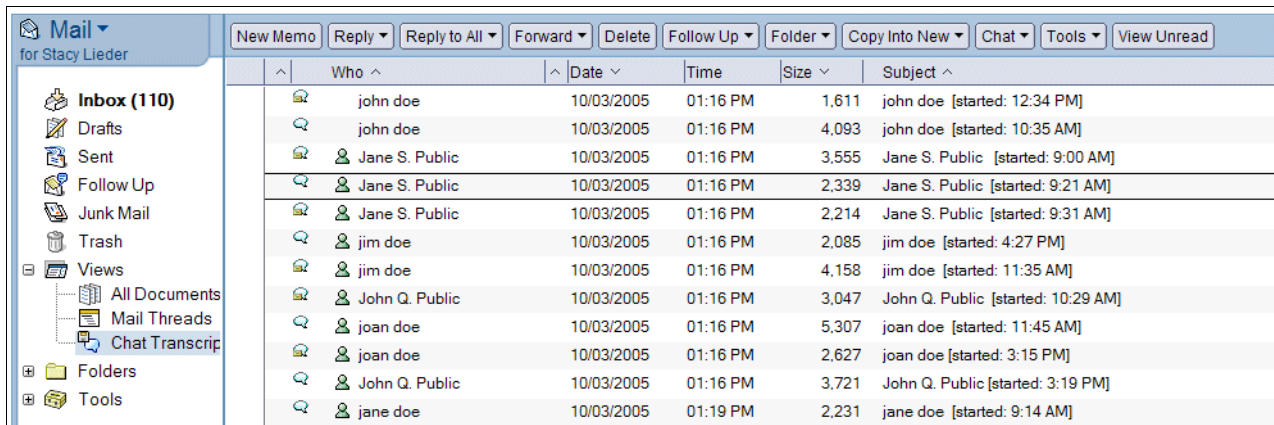 Mail
for Stacy Lieder
New Memo Reply Reply to All Forward Delete Follow Up Folder Copy Into New Chat Tools View Unread
Who Date Time Size Subject
Inbox (110)
Drafts
Sent
Follow Up
Junk Mail
Trash
Views
All Documents
Mail Threads
Chat Transcrip
Folders
Tools
john doe 10/03/2005 01:16 PM 1,611 john doe [started: 12:34 PM]
john doe 10/03/2005 01:16 PM 4,093 john doe [started: 10:35 AM]
Jane S. Public 10/03/2005 01:16 PM 3,555 Jane S. Public [started: 9:00 AM]
Jane S. Public 10/03/2005 01:16 PM 2,339 Jane S. Public [started: 9:21 AM]
Jane S. Public 10/03/2005 01:16 PM 2,214 Jane S. Public [started: 9:31 AM]
jim doe 10/03/2005 01:16 PM 2,085 jim doe [started: 4:27 PM]
jim doe 10/03/2005 01:16 PM 4,158 jim doe [started: 11:35 AM]
John Q. Public 10/03/2005 01:16 PM 3,047 John Q. Public [started: 10:29 AM]
joan doe 10/03/2005 01:16 PM 5,307 joan doe [started: 11:45 AM]
joan doe 10/03/2005 01:16 PM 2,627 joan doe [started: 3:15 PM]
John Q. Public 10/03/2005 01:16 PM 3,721 John Q. Public [started: 3:19 PM]
jane doe 10/03/2005 01:19 PM 2,231 jane doe [started: 9:14 AM]